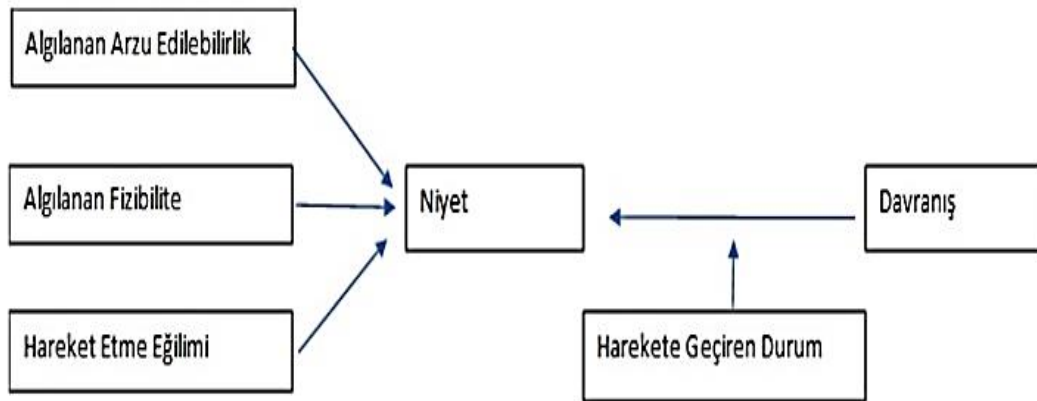 Algılanan Arzu Edilebilirlik
Algılanan Fizibilite
Niyet
Davranış
Hareket Etme Eğilimi
Harekete Geçiren Durum